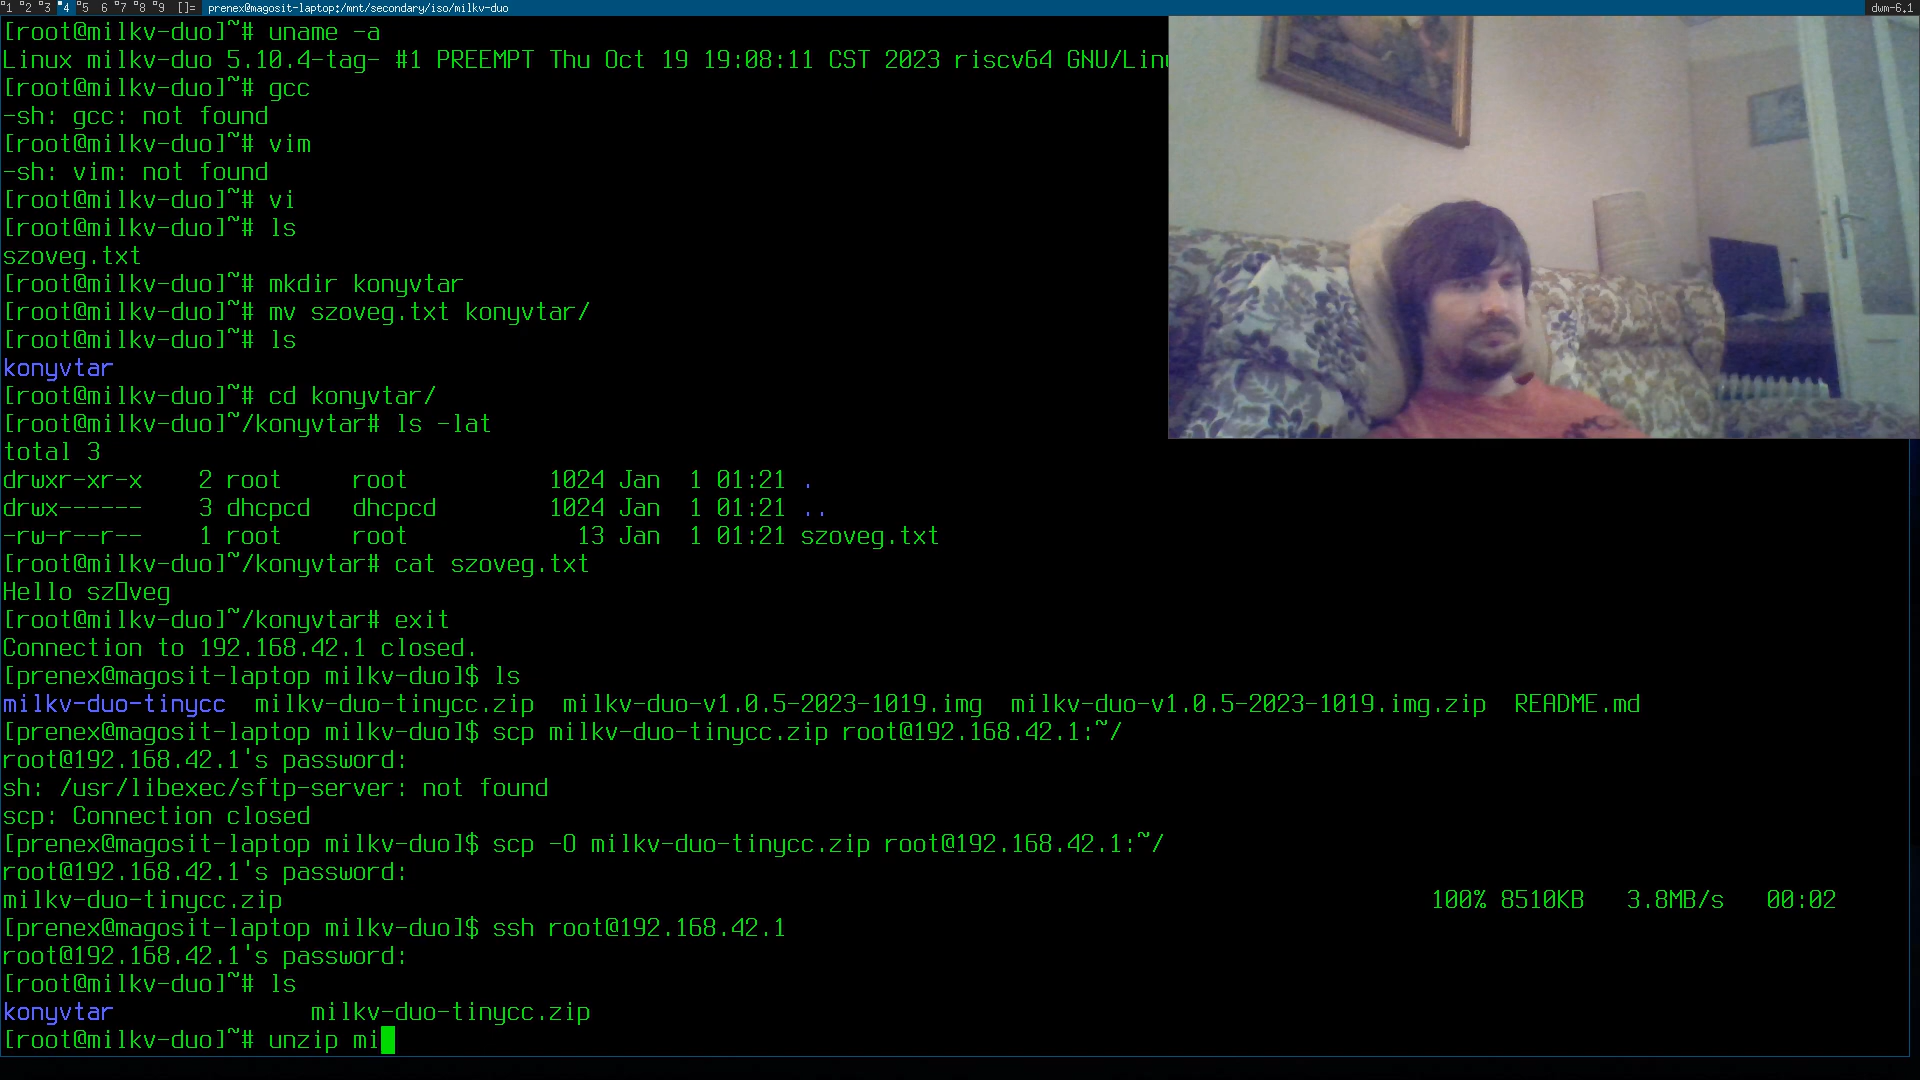 1 2 3 4 5 6 7 8 9 []= prenex@magosit-laptop:/mnt/secondary/iso/milkv-duo dwm-6.1
[root@milkv-duo]~# uname -a
Linux milkv-duo 5.10.4-tag- #1 PREEMPT Thu Oct 19 19:08:11 CST 2023 riscv64 GNU/Linu
[root@milkv-duo]~# gcc
-sh: gcc: not found
[root@milkv-duo]~# vim
-sh: vim: not found
[root@milkv-duo]~# vi
[root@milkv-duo]~# ls
szoveg.txt
[root@milkv-duo]~# mkdir konyvtar
[root@milkv-duo]~# mv szoveg.txt konyvtar/
[root@milkv-duo]~# ls
konyvtar
[root@milkv-duo]~# cd konyvtar/
[root@milkv-duo]~/konyvtar# ls -lat
total 3
drwxr-xr-x    2 root     root          1024 Jan  1 01:21 .
drwx------    3 dhcpcd   dhcpcd        1024 Jan  1 01:21 ..
-rw-r--r--    1 root     root            13 Jan  1 01:21 szoveg.txt
[root@milkv-duo]~/konyvtar# cat szoveg.txt
Hello sz▯veg
[root@milkv-duo]~/konyvtar# exit
Connection to 192.168.42.1 closed.
[prenex@magosit-laptop milkv-duo]$ ls
milkv-duo-tinycc  milkv-duo-tinycc.zip  milkv-duo-v1.0.5-2023-1019.img  milkv-duo-v1.0.5-2023-1019.img.zip  README.md
[prenex@magosit-laptop milkv-duo]$ scp milkv-duo-tinycc.zip root@192.168.42.1:~/
root@192.168.42.1's password:
sh: /usr/libexec/sftp-server: not found
scp: Connection closed
[prenex@magosit-laptop milkv-duo]$ scp -O milkv-duo-tinycc.zip root@192.168.42.1:~/
root@192.168.42.1's password:
milkv-duo-tinycc.zip 100% 8510KB   3.8MB/s   00:02
[prenex@magosit-laptop milkv-duo]$ ssh root@192.168.42.1
root@192.168.42.1's password:
[root@milkv-duo]~# ls
konyvtar              milkv-duo-tinycc.zip
[root@milkv-duo]~# unzip mi